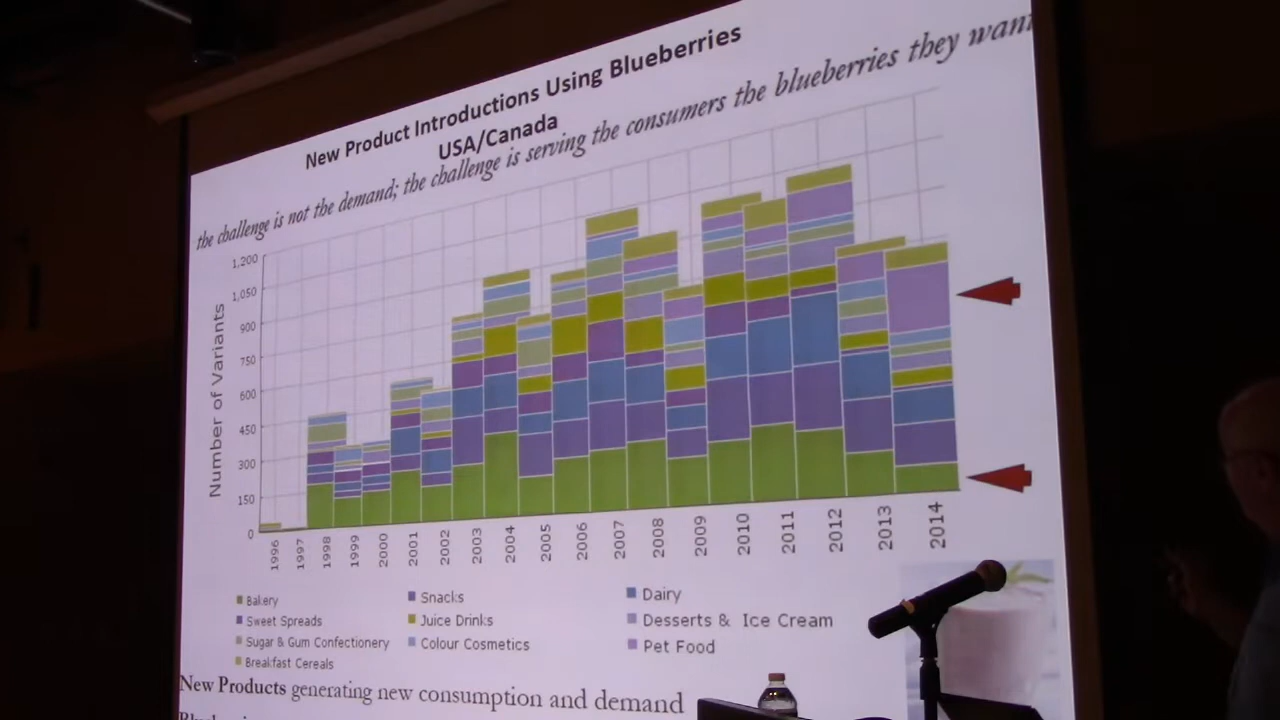 New Product Introductions Using Blueberries
USA/Canada
the challenge is not the demand; the challenge is serving the consumers the blueberries they want
Number of Variants
1,200
1,050
900
750
600
450
300
150
0
1996
1997
1998
1999
2000
2001
2002
2003
2004
2005
2006
2007
2008
2009
2010
2011
2012
2013
2014
Bakery
Snacks
Dairy
Sweet Spreads
Juice Drinks
Desserts & Ice Cream
Sugar & Gum Confectionery
Colour Cosmetics
Pet Food
Breakfast Cereals
New Products generating new consumption and demand